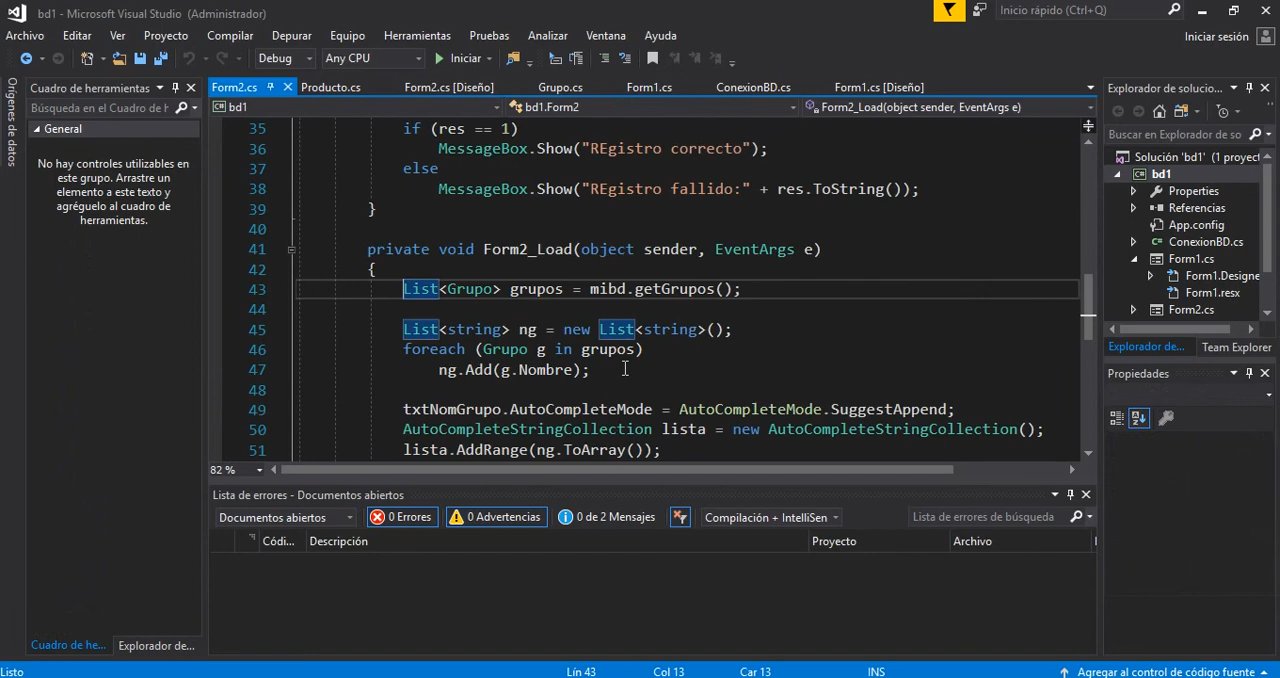 bd1 - Microsoft Visual Studio (Administrador)
Inicio rápido (Ctrl+Q)
Archivo Editar Ver Proyecto Compilar Depurar Equipo Herramientas Pruebas Analizar Ventana Ayuda
Iniciar sesión
Debug Any CPU Iniciar
Orígenes de datos
Cuadro de herramientas
Búsqueda en el Cuadro de h
General
No hay controles utilizables en
este grupo. Arrastre un
elemento a este texto y
agréguelo al cuadro de
herramientas.
Cuadro de he... Explorador de...
Form2.cs Producto.cs Form2.cs [Diseño] Grupo.cs Form1.cs ConexionBD.cs Form1.cs [Diseño]
bd1 bd1.Form2 Form2_Load(object sender, EventArgs e)
35 if (res == 1)
36 MessageBox.Show("REgistro correcto");
37 else
38 MessageBox.Show("REgistro fallido:" + res.ToString());
39 }
40
41 private void Form2_Load(object sender, EventArgs e)
42 {
43 List<Grupo> grupos = mibd.getGrupos();
44
45 List<string> ng = new List<string>();
46 foreach (Grupo g in grupos)
47 ng.Add(g.Nombre);
48
49 txtNomGrupo.AutoCompleteMode = AutoCompleteMode.SuggestAppend;
50 AutoCompleteStringCollection lista = new AutoCompleteStringCollection();
51 lista.AddRange(ng.ToArray());
82 %
Lista de errores - Documentos abiertos
Documentos abiertos 0 Errores 0 Advertencias 0 de 2 Mensajes Compilación + IntelliSen Lista de errores de búsqueda
Códi... Descripción Proyecto Archivo
Explorador de solucio...
Buscar en Explorador de so
Solución 'bd1' (1 proyect
bd1
Properties
Referencias
App.config
ConexionBD.cs
Form1.cs
Form1.Designe
Form1.resx
Form2.cs
Explorador de... Team Explorer
Propiedades
Listo Lín 43 Col 13 Car 13 INS Agregar al control de código fuente